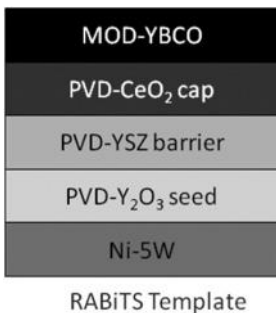 MOD-YBCO
PVD-CeO₂ cap
PVD-YSZ barrier
PVD-Y₂O₃ seed
Ni-5W
RABiTS Template